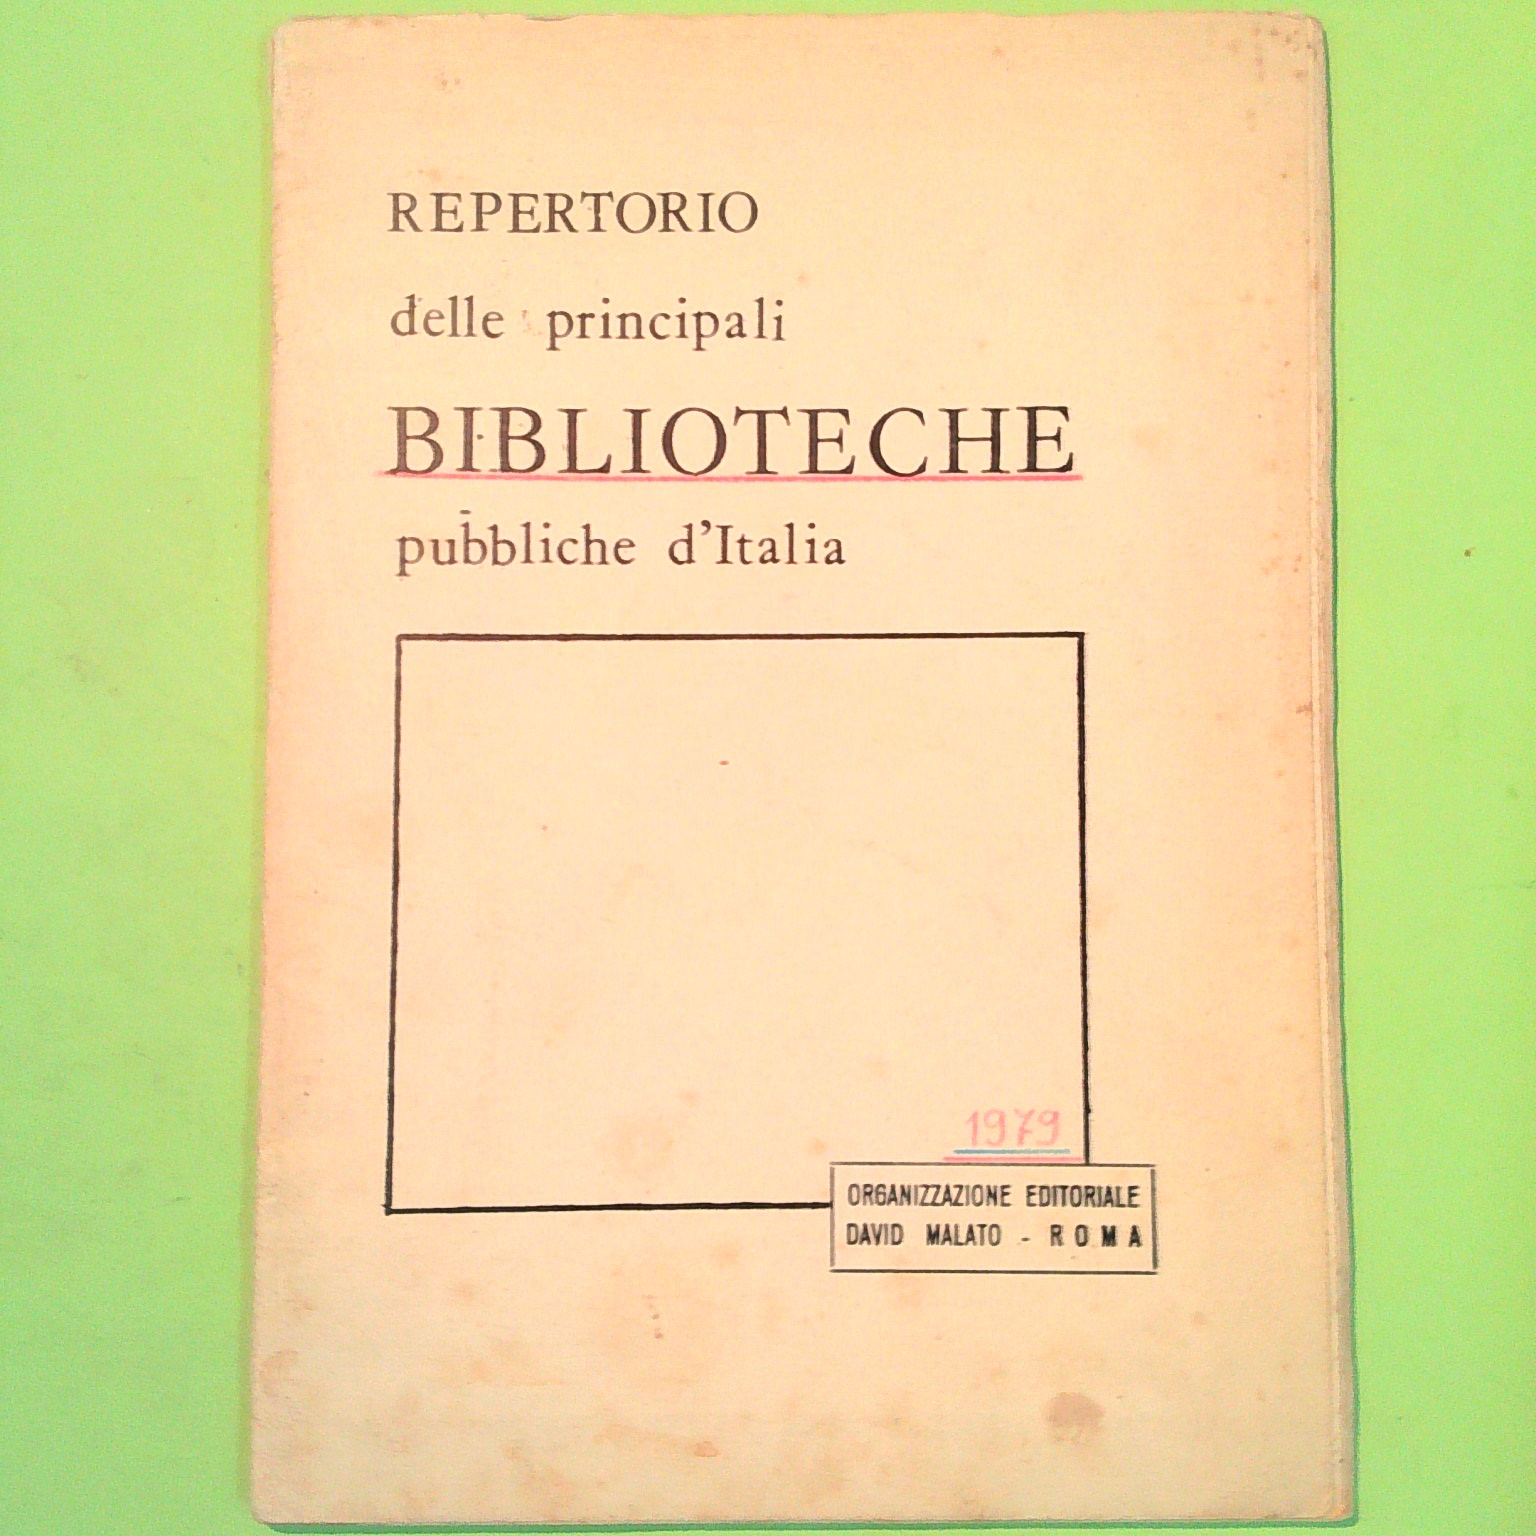 REPERTORIO
delle principali
BIBLIOTECHE
pubbliche d'Italia
1979
ORGANIZZAZIONE EDITORIALE
DAVID MALATO - ROMA